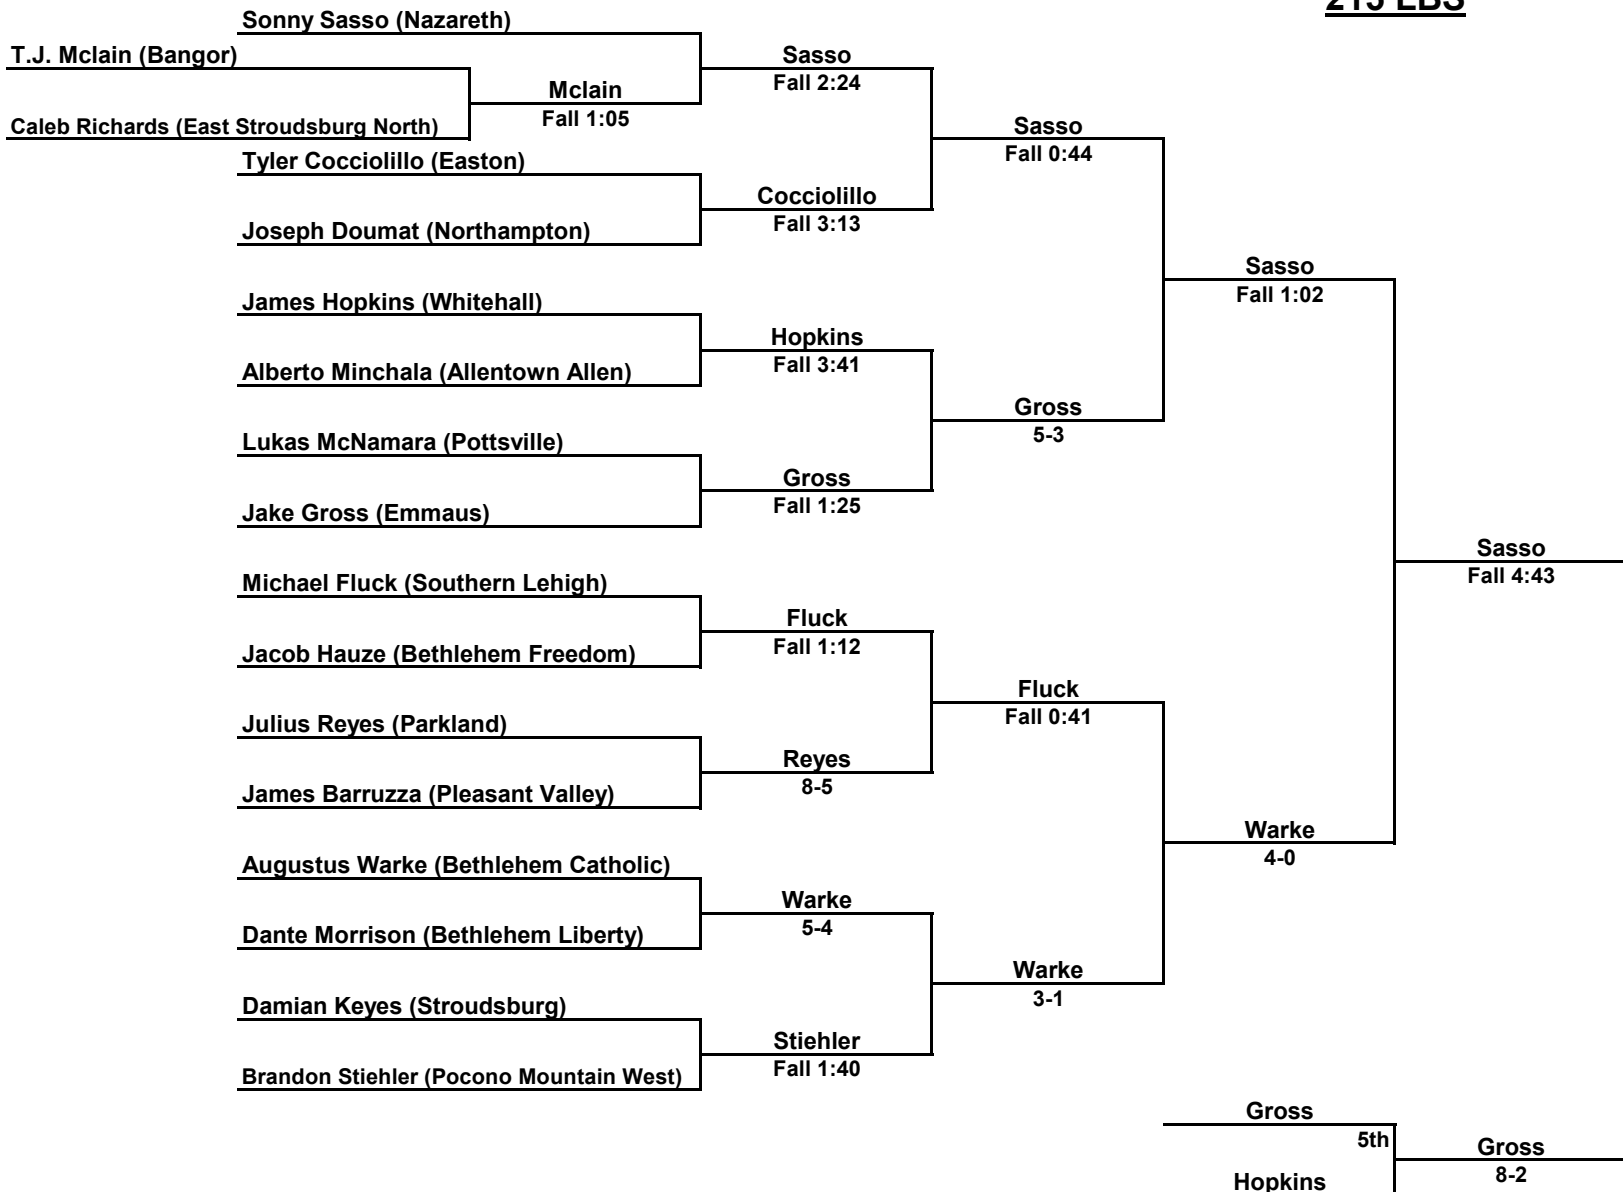 215 LBS
Sonny Sasso (Nazareth)
T.J. Mclain (Bangor)
Sasso
Fall 2:24
Mclain
Fall 1:05
Caleb Richards (East Stroudsburg North)
Sasso
Fall 0:44
Tyler Cocciolillo (Easton)
Cocciolillo
Fall 3:13
Joseph Doumat (Northampton)
Sasso
Fall 1:02
James Hopkins (Whitehall)
Hopkins
Fall 3:41
Alberto Minchala (Allentown Allen)
Gross
5-3
Lukas McNamara (Pottsville)
Gross
Fall 1:25
Jake Gross (Emmaus)
Sasso
Fall 4:43
Michael Fluck (Southern Lehigh)
Fluck
Fall 1:12
Jacob Hauze (Bethlehem Freedom)
Fluck
Fall 0:41
Julius Reyes (Parkland)
Reyes
8-5
James Barruzza (Pleasant Valley)
Warke
4-0
Augustus Warke (Bethlehem Catholic)
Warke
5-4
Dante Morrison (Bethlehem Liberty)
Warke
3-1
Damian Keyes (Stroudsburg)
Stiehler
Fall 1:40
Brandon Stiehler (Pocono Mountain West)
Gross
5th
Gross
8-2
Hopkins